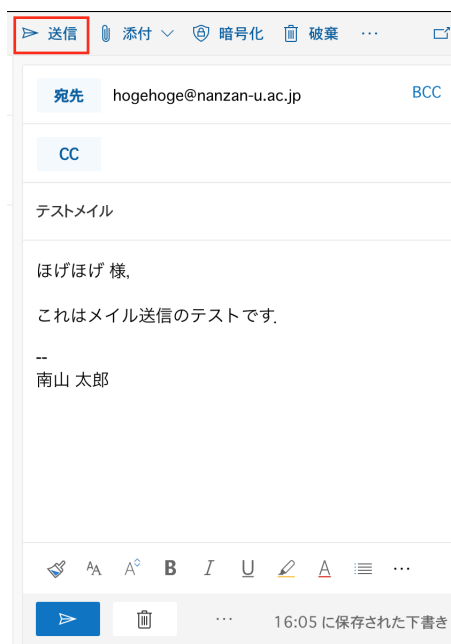 送信 添付 暗号化 破棄 ···
宛先 hogehoge@nanzan-u.ac.jp BCC
CC
テストメイル
ほげほげ 様,
これはメイル送信のテストです.
--
南山 太郎
B I U A ···
··· 16:05 に保存された下書き